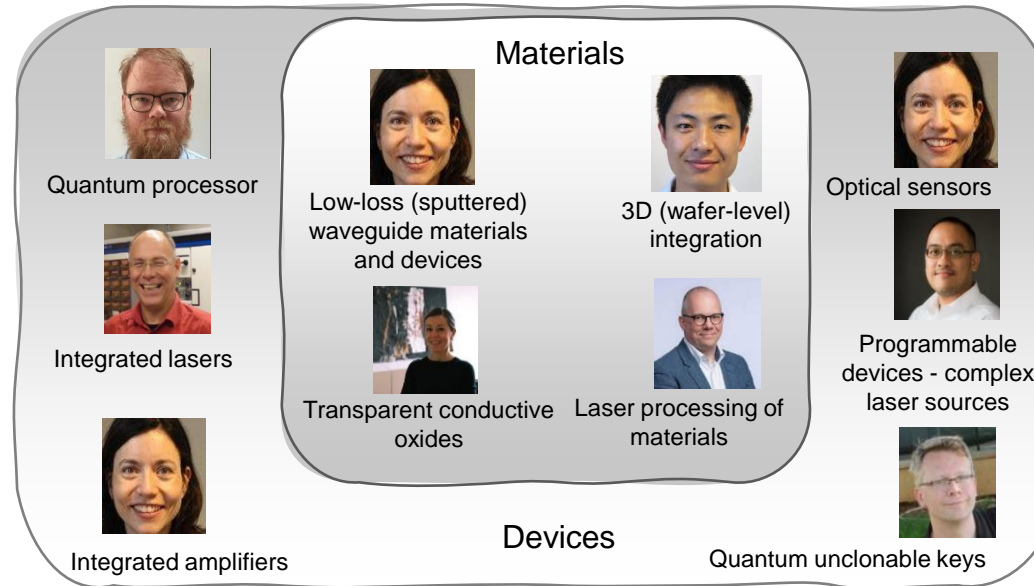 Materials
Quantum processor
Low-loss (sputtered)
waveguide materials
and devices
3D (wafer-level)
integration
Optical sensors
Integrated lasers
Transparent conductive
oxides
Laser processing of
materials
Programmable
devices - complex
laser sources
Integrated amplifiers
Devices
Quantum unclonable keys